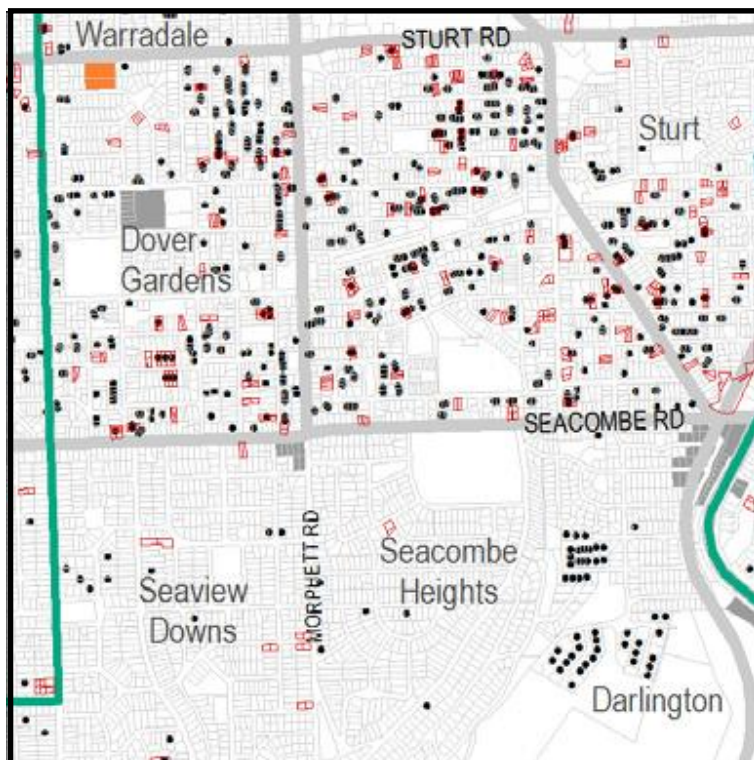 Warradale
STURT RD
Sturt
Dover
Gardens
SEACOMBE RD
MORPHETT RD
Seacombe
Heights
Seaview
Downs
Darlington